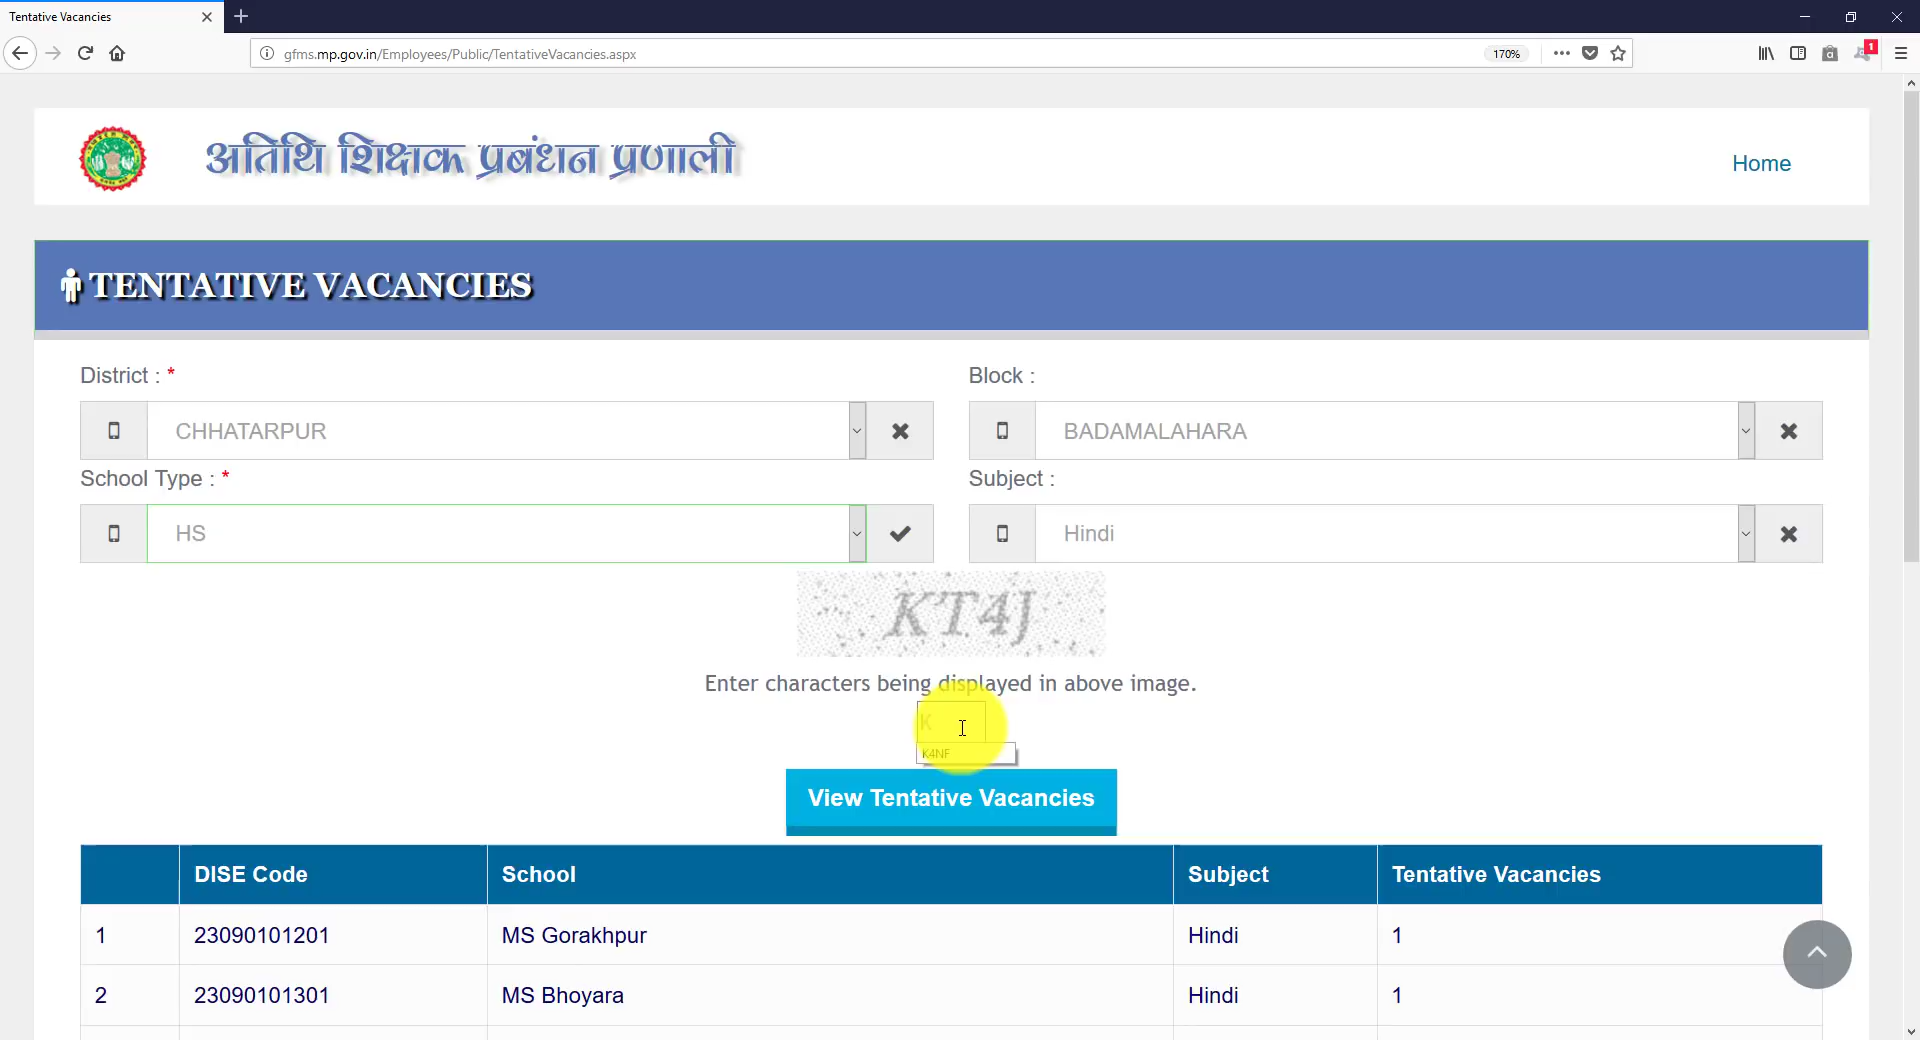 Tentative Vacancies
gfms.mp.gov.in/Employees/Public/TentativeVacancies.aspx
170%
1
अतिथि शिक्षक प्रबंधन प्रणाली
Home
TENTATIVE VACANCIES
District : *
Block :
CHHATARPUR
BADAMALAHARA
School Type : *
Subject :
HS
Hindi
KT4J
Enter characters being displayed in above image.
K
K4NF
View Tentative Vacancies
DISE Code School Subject Tentative Vacancies
1 23090101201 MS Gorakhpur Hindi 1
2 23090101301 MS Bhoyara Hindi 1